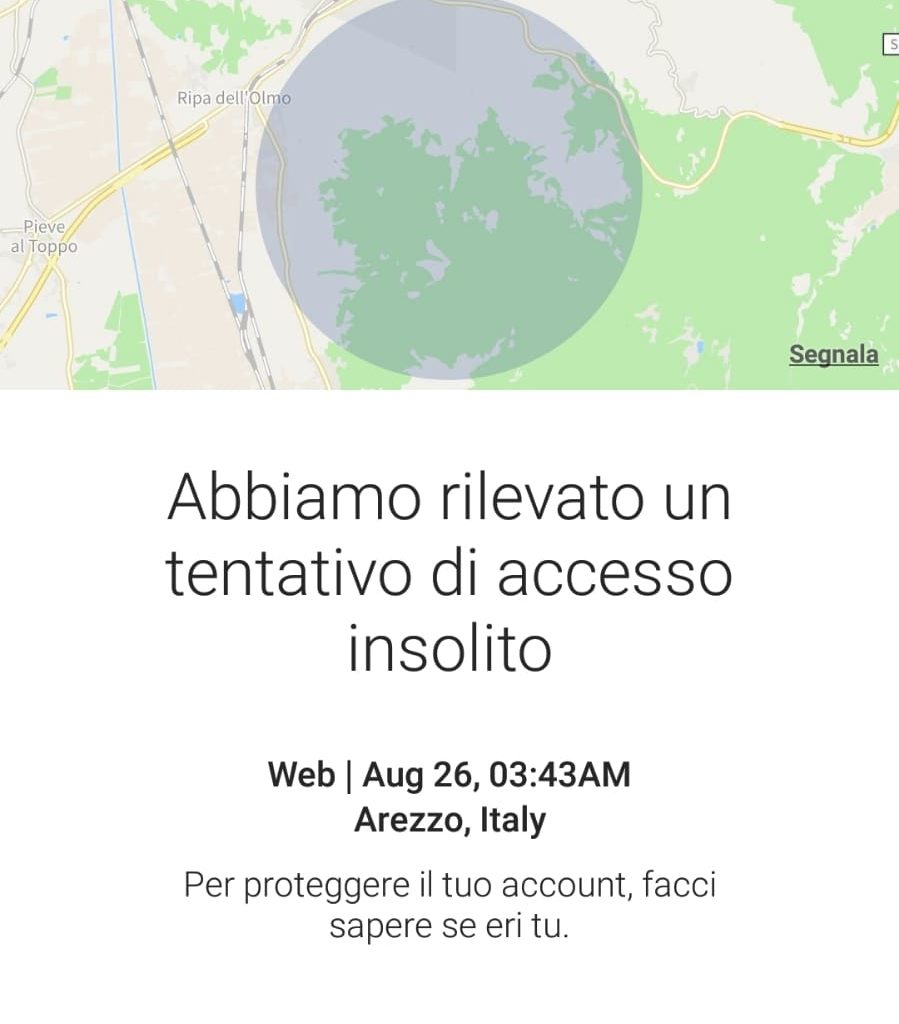 S
Ripa dell'Olmo
Pieve
al Toppo
Segnala
Abbiamo rilevato un
tentativo di accesso
insolito
Web | Aug 26, 03:43AM
Arezzo, Italy
Per proteggere il tuo account, facci
sapere se eri tu.